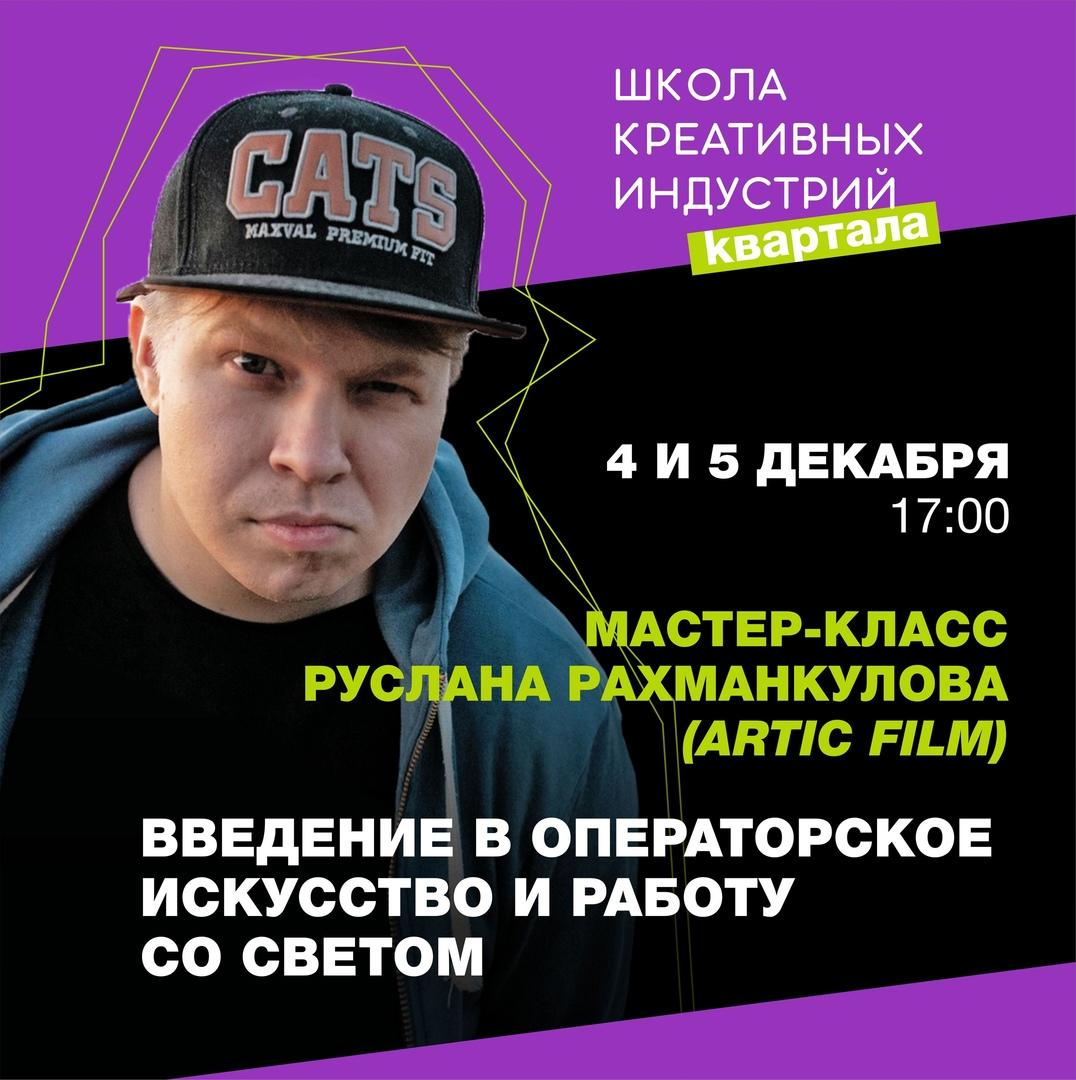 ШКОЛА
КРЕАТИВНЫХ
ИНДУСТРИЙ
квартала
CATS
MAXVAL PREMIUM FIT
4 И 5 ДЕКАБРЯ
17:00
МАСТЕР-КЛАСС
РУСЛАНА РАХМАНКУЛОВА
(ARTIC FILM)
ВВЕДЕНИЕ В ОПЕРАТОРСКОЕ
ИСКУССТВО И РАБОТУ
СО СВЕТОМ